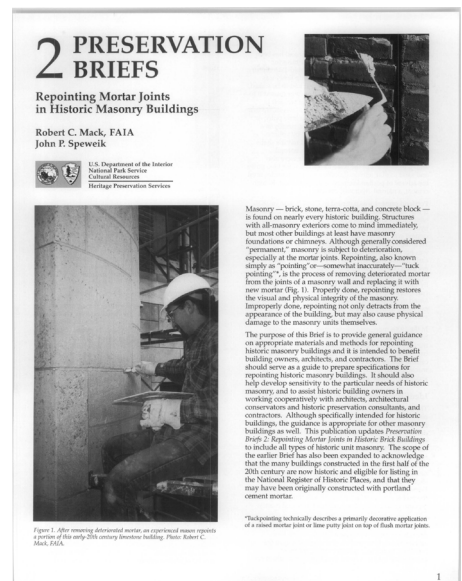 2 PRESERVATION
BRIEFS
Repointing Mortar Joints
in Historic Masonry Buildings
Robert C. Mack, FAIA
John P. Speweik
U.S. Department of the Interior
National Park Service
Cultural Resources
Heritage Preservation Services
Masonry — brick, stone, terra-cotta, and concrete block —
is found on nearly every historic building. Structures
with all-masonry exteriors come to mind immediately,
but most other buildings at least have masonry
foundations or chimneys. Although generally considered
"permanent," masonry is subject to deterioration,
especially at the mortar joints. Repointing, also known
simply as "pointing"or—somewhat inaccurately—"tuck
pointing"*, is the process of removing deteriorated mortar
from the joints of a masonry wall and replacing it with
new mortar (Fig. 1). Properly done, repointing restores
the visual and physical integrity of the masonry.
Improperly done, repointing not only detracts from the
appearance of the building, but may also cause physical
damage to the masonry units themselves.
The purpose of this Brief is to provide general guidance
on appropriate materials and methods for repointing
historic masonry buildings and it is intended to benefit
building owners, architects, and contractors. The Brief
should serve as a guide to prepare specifications for
repointing historic masonry buildings. It should also
help develop sensitivity to the particular needs of historic
masonry, and to assist historic building owners in
working cooperatively with architects, architectural
conservators and historic preservation consultants, and
contractors. Although specifically intended for historic
buildings, the guidance is appropriate for other masonry
buildings as well. This publication updates Preservation
Briefs 2: Repointing Mortar Joints in Historic Brick Buildings
to include all types of historic unit masonry. The scope of
the earlier Brief has also been expanded to acknowledge
that the many buildings constructed in the first half of the
20th century are now historic and eligible for listing in
the National Register of Historic Places, and that they
may have been originally constructed with portland
cement mortar.
*Tuckpointing technically describes a primarily decorative application
of a raised mortar joint or lime putty joint on top of flush mortar joints.
Figure 1. After removing deteriorated mortar, an experienced mason repoints
a portion of this early-20th century limestone building. Photo: Robert C.
Mack, FAIA.
1